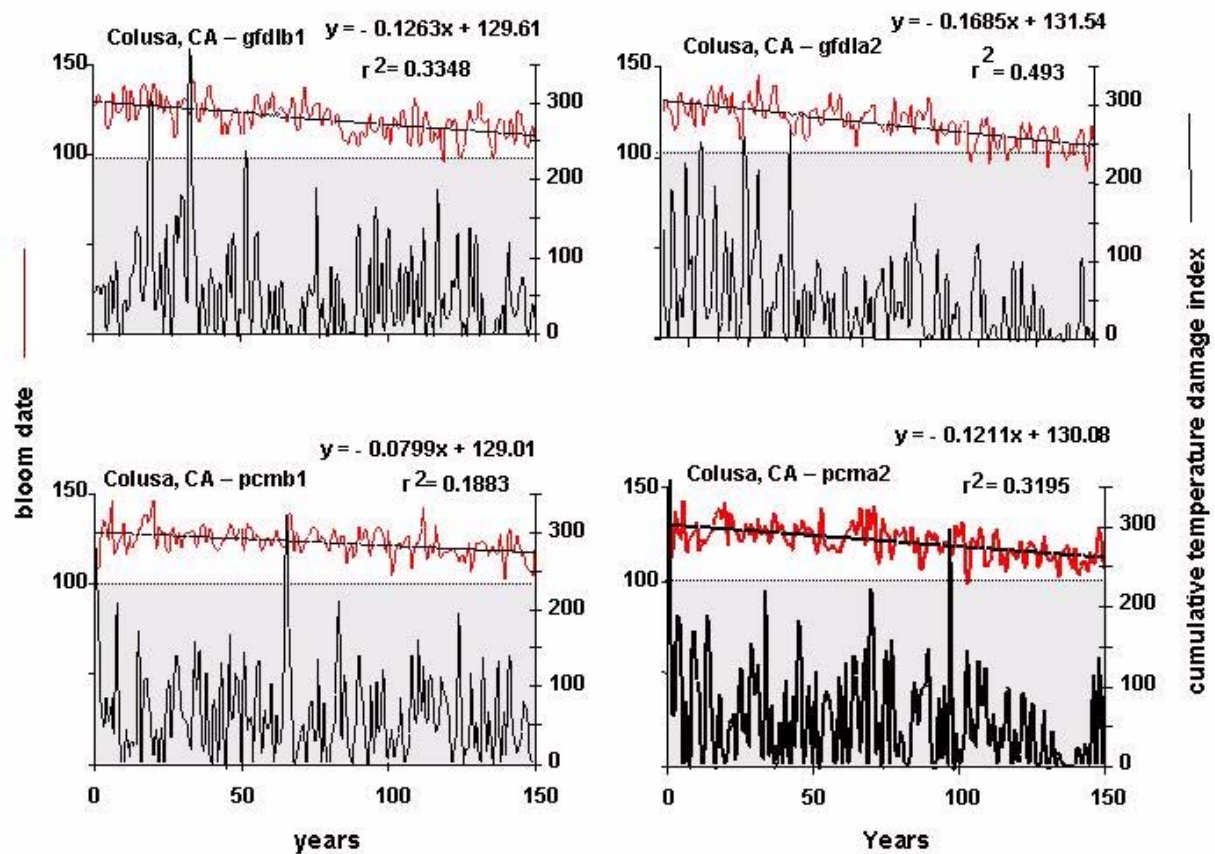 y = - 0.1263x + 129.61
Colusa, CA – gfdlb1
r2 = 0.3348
150
100
300
200
100
0
y = - 0.1685x + 131.54
Colusa, CA – gfdla2
r2 = 0.493
150
100
300
200
100
0
bloom date
cumulative temperature damage index
y = - 0.0799x + 129.01
Colusa, CA – pcmb1
r2 = 0.1883
150
100
300
200
100
0
0 50 100 150
years
y = - 0.1211x + 130.08
Colusa, CA – pcma2
r2 = 0.3195
150
100
300
200
100
0
0 50 100 150
Years